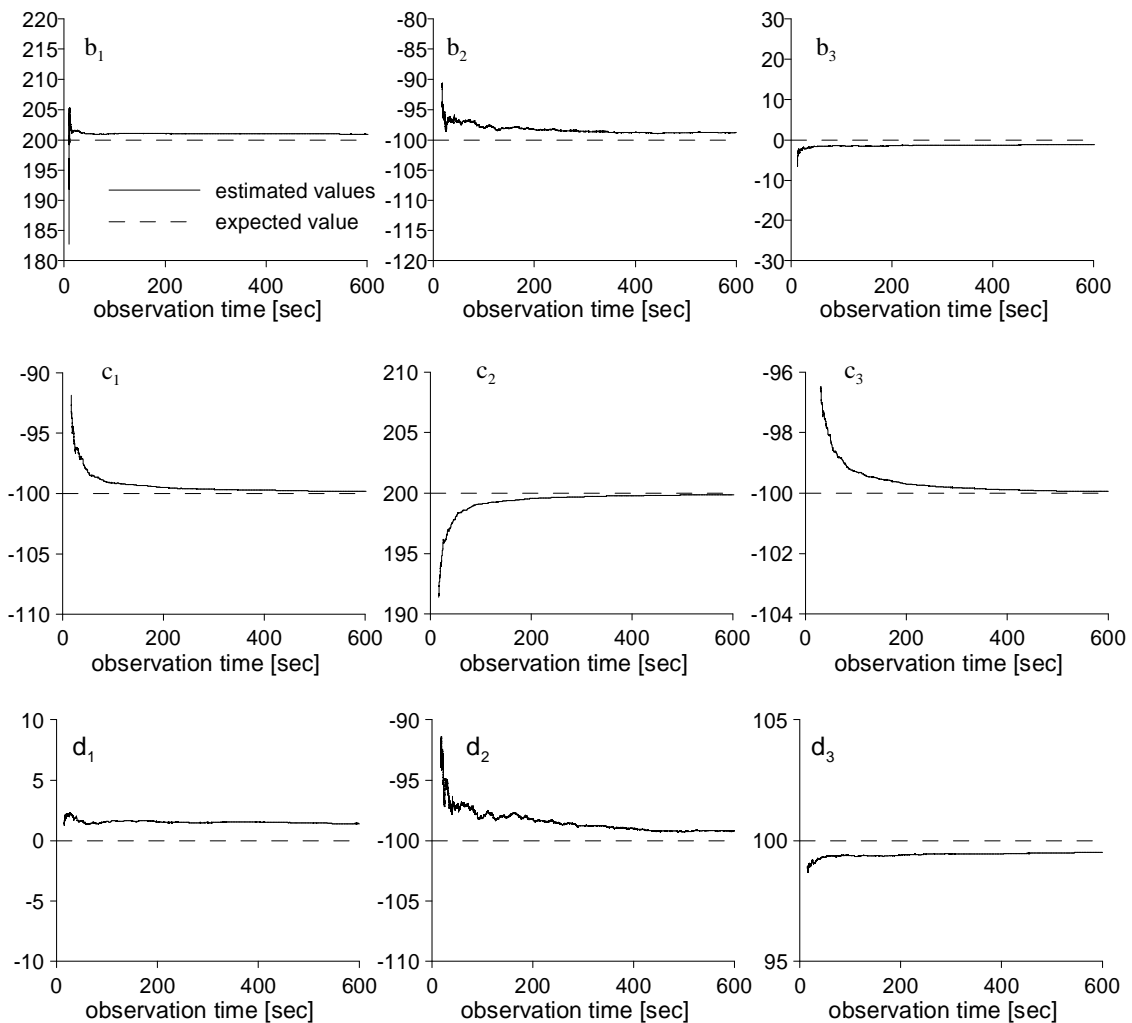 b1 b2 b3
220 -80 30
215 -85 20
210 -90 10
205 -95 0
200 -100 -10
195 -105 -20
190 -110 -30
185 -115
180 -120
estimated values
expected value
0 200 400 600 0 200 400 600 0 200 400 600
observation time [sec] observation time [sec] observation time [sec]
c1 c2 c3
-90 210 -96
-95 205 -98
-100 200 -100
-105 195 -102
-110 190 -104
0 200 400 600 0 200 400 600 0 200 400 600
observation time [sec] observation time [sec] observation time [sec]
d1 d2 d3
10 -90 105
5 -95 100
0 -100 95
-5 -105
-10 -110
0 200 400 600 0 200 400 600 0 200 400 600
observation time [sec] observation time [sec] observation time [sec]